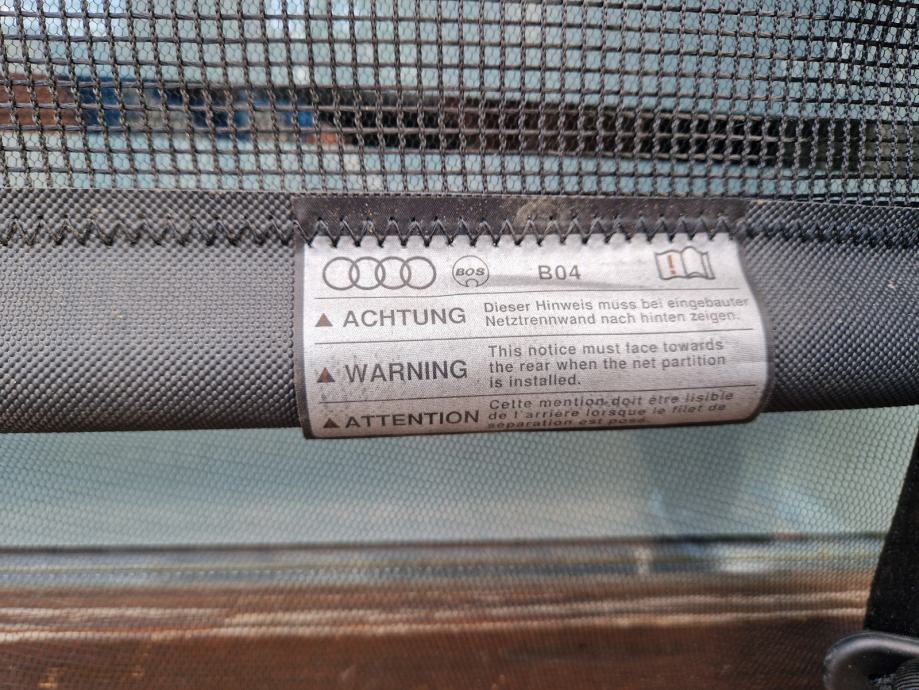 BOS B04
ACHTUNG
Dieser Hinweis muss bei eingebauter
Netztrennwand nach hinten zeigen.
WARNING
This notice must face towards
the rear when the net partition
is installed.
ATTENTION
Cette mention doit être lisible
de l'arrière lorsque le filet de
séparation est posé.